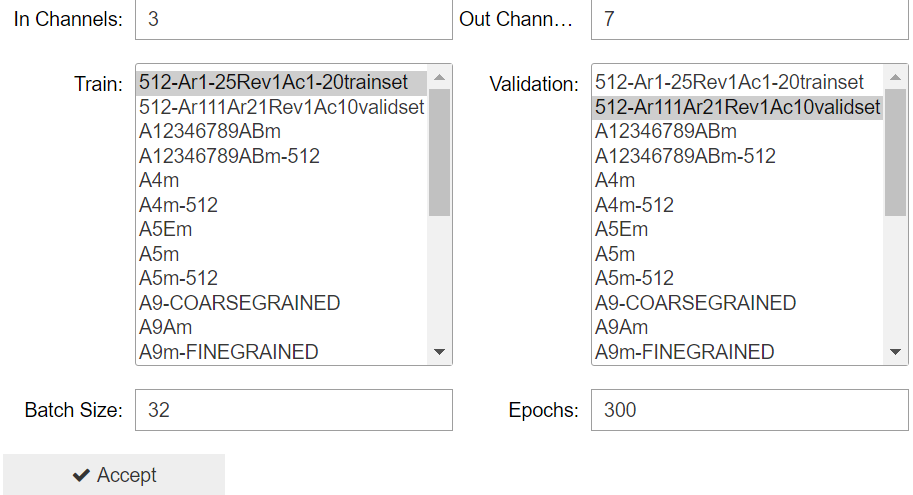 In Channels: 3 Out Chann... 7
Train:
512-Ar1-25Rev1Ac1-20trainset
512-Ar111Ar21Rev1Ac10validset
A12346789ABm
A12346789ABm-512
A4m
A4m-512
A5Em
A5m
A5m-512
A9-COARSEGRAINED
A9Am
A9m-FINEGRAINED
Validation:
512-Ar1-25Rev1Ac1-20trainset
512-Ar111Ar21Rev1Ac10validset
A12346789ABm
A12346789ABm-512
A4m
A4m-512
A5Em
A5m
A5m-512
A9-COARSEGRAINED
A9Am
A9m-FINEGRAINED
Batch Size: 32 Epochs: 300
Accept